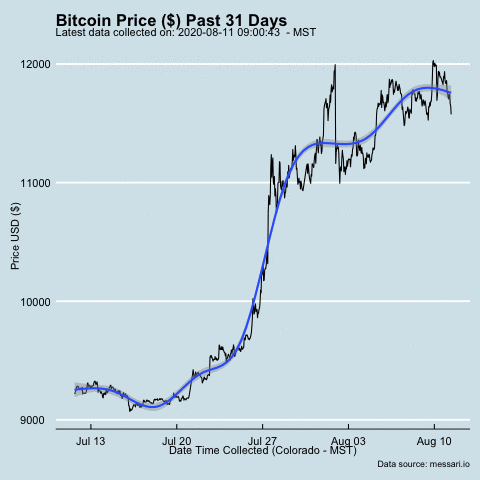 Bitcoin Price ($) Past 31 Days
Latest data collected on: 2020-08-11 09:00:43 - MST
12000
11000
10000
9000
Price USD ($)
Jul 13 Jul 20 Jul 27 Aug 03 Aug 10
Date Time Collected (Colorado - MST)
Data source: messari.io